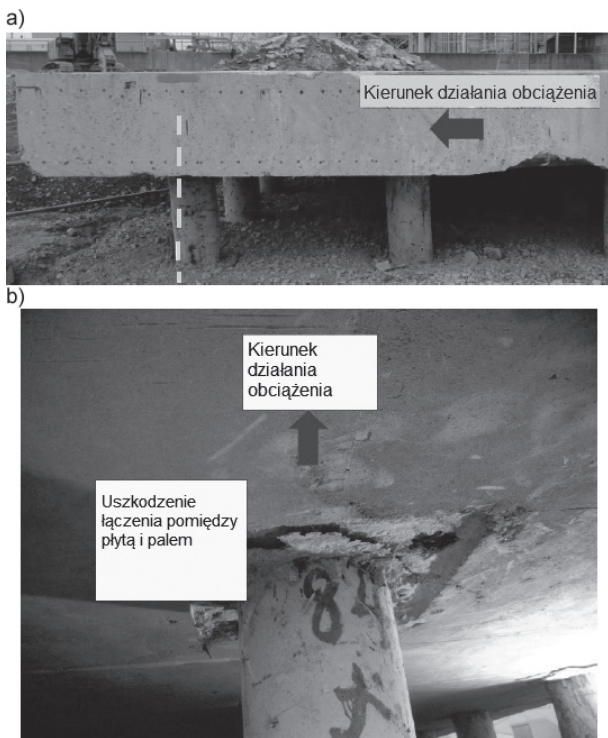 a)
Kierunek działania obciążenia
b)
Kierunek
działania
obciążenia
Uszkodzenie
łączenia pomiędzy
płytą i palem